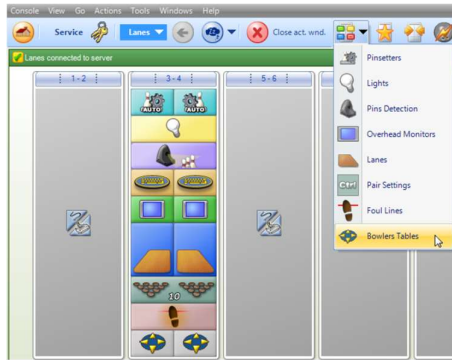 Console View Go Actions Tools Windows Help
Service Lanes Close act. wnd.
Lanes connected to server
1-2 3-4 5-6
AUTO AUTO
10
Pinsetters
Lights
Pins Detection
Overhead Monitors
Lanes
Pair Settings
Foul Lines
Bowlers Tables